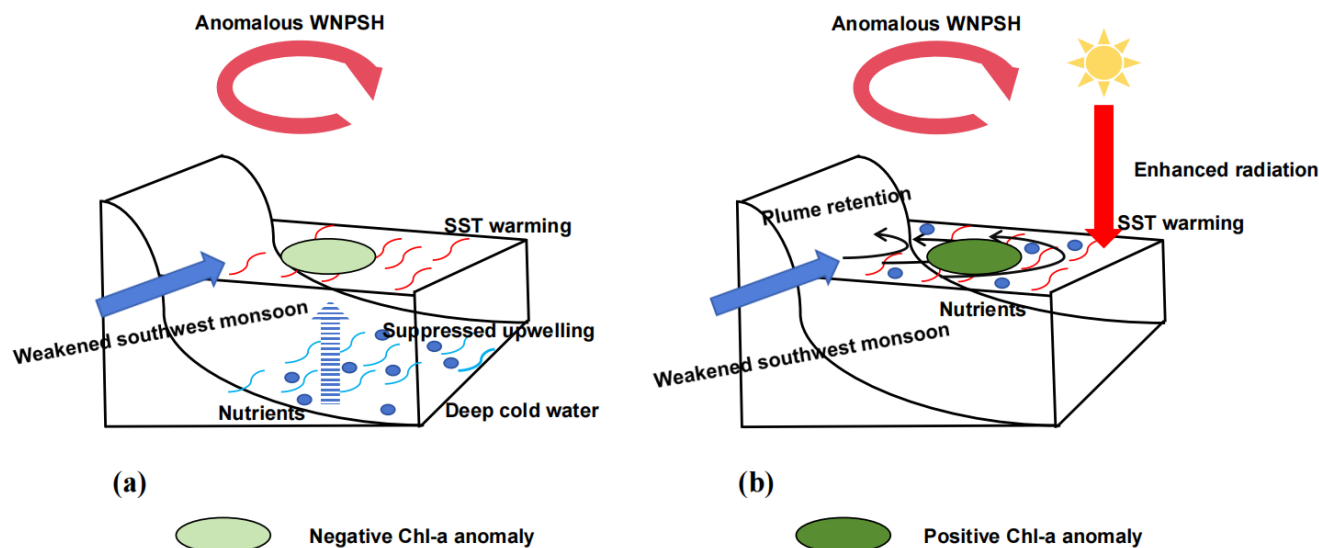 Anomalous WNPSH
SST warming
Weakened southwest monsoon
Suppressed upwelling
Nutrients
Deep cold water
(a)
Negative Chl-a anomaly
Anomalous WNPSH
Enhanced radiation
Plume retention
SST warming
Nutrients
Weakened southwest monsoon
(b)
Positive Chl-a anomaly